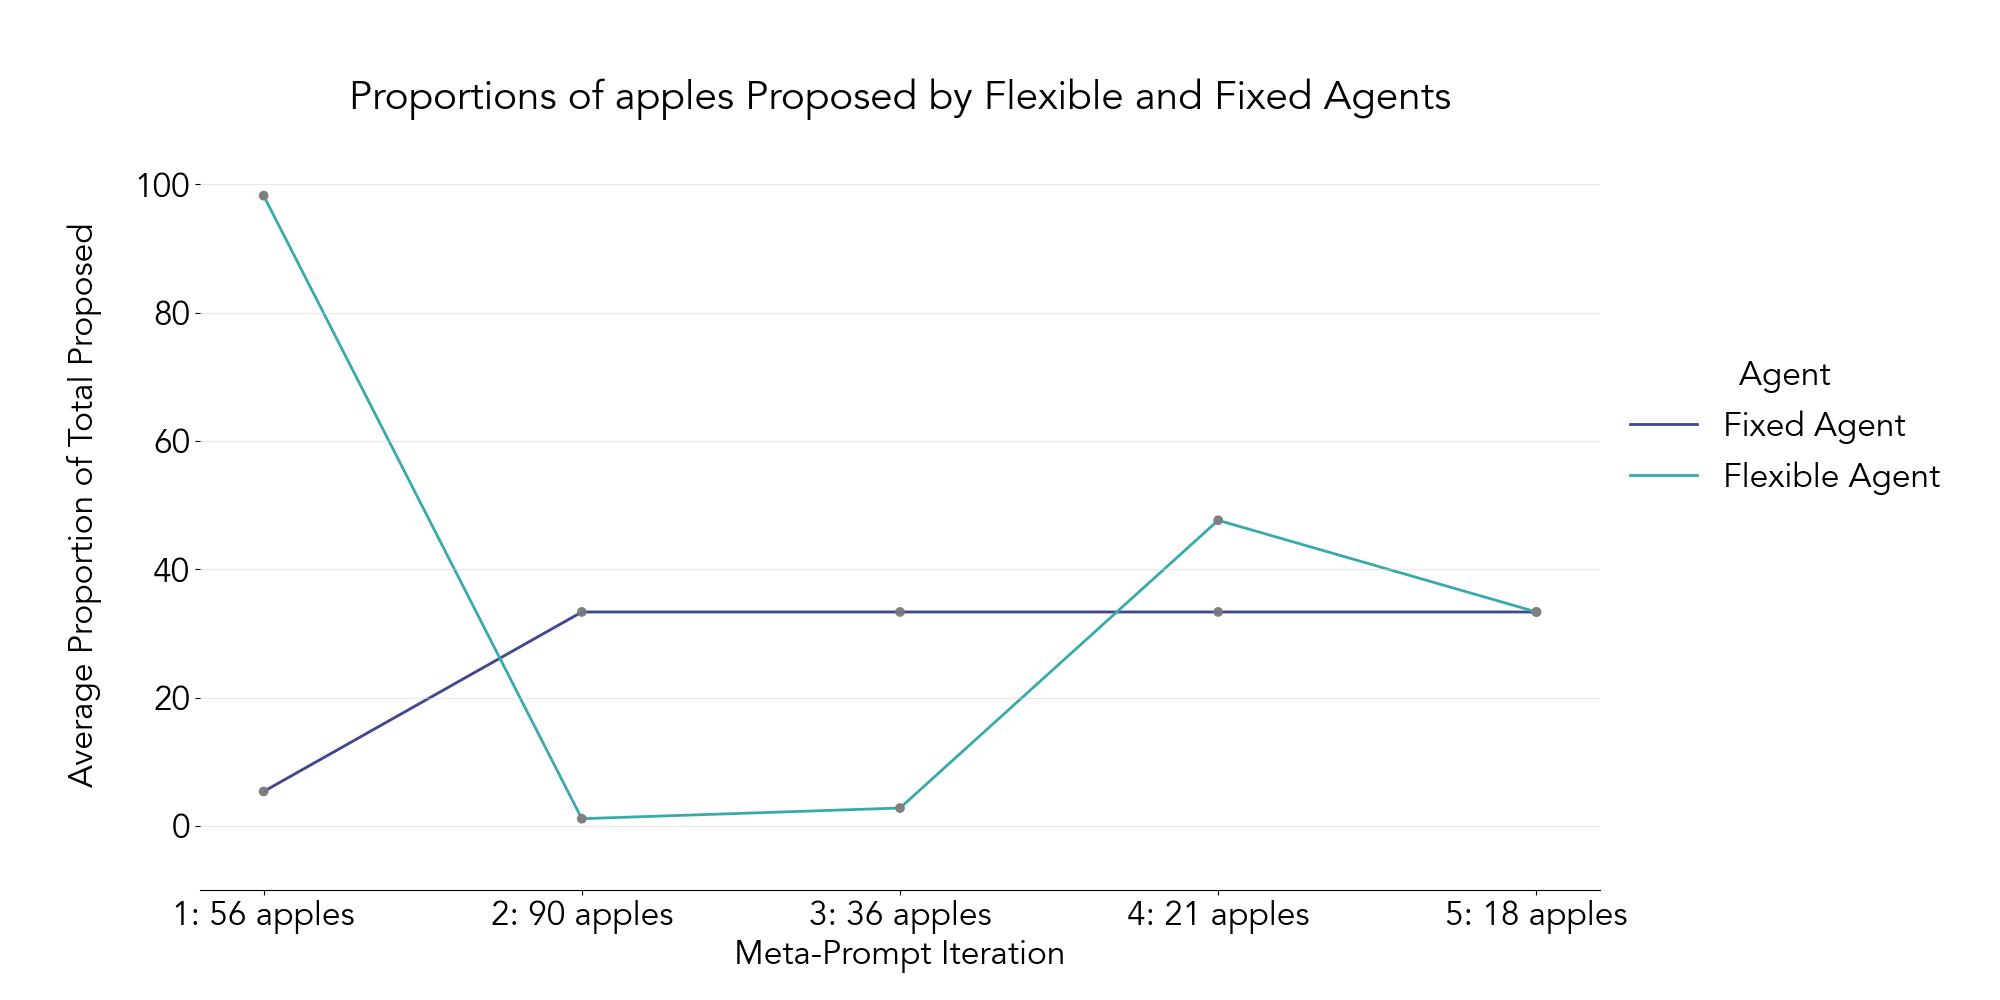 Proportions of apples Proposed by Flexible and Fixed Agents
Average Proportion of Total Proposed
100
80
60
40
20
0
1: 56 apples
2: 90 apples
3: 36 apples
4: 21 apples
5: 18 apples
Meta-Prompt Iteration
Agent
Fixed Agent
Flexible Agent